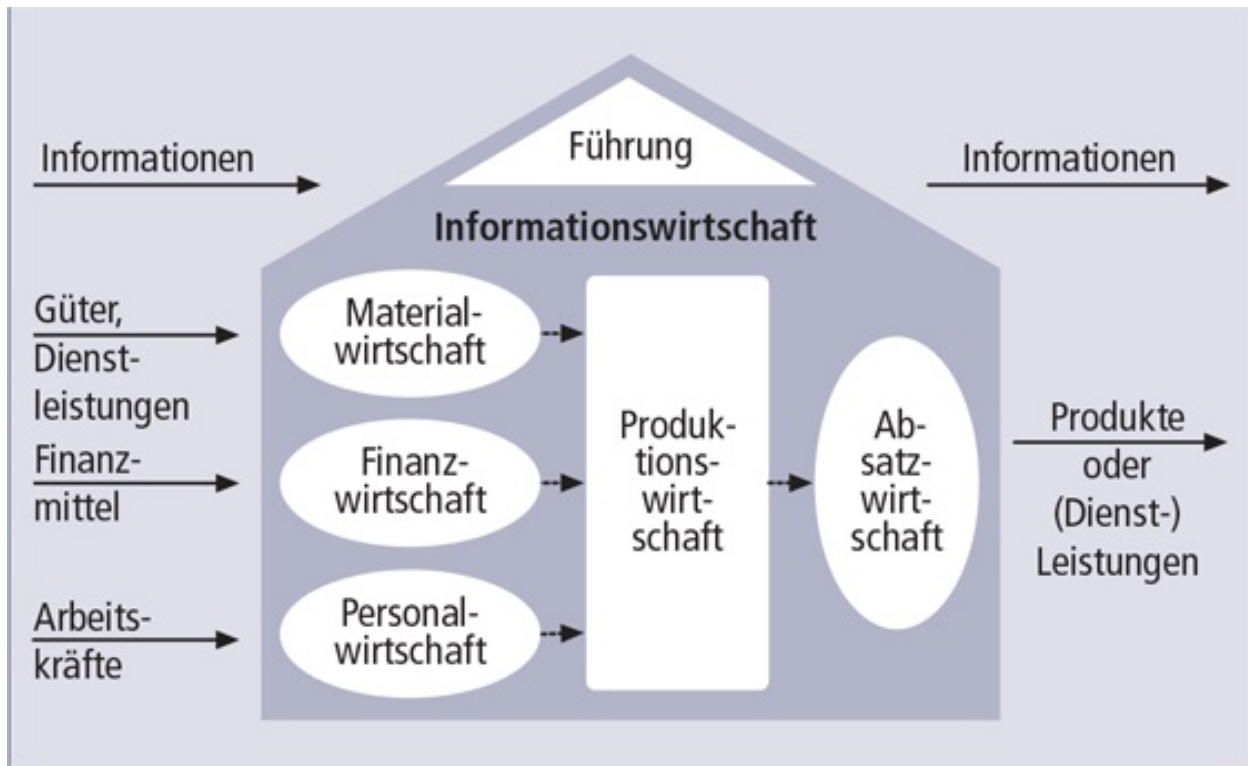 Führung
Informationen
Informationen
Informationswirtschaft
Güter,
Dienst-
leistungen
Finanz-
mittel
Arbeits-
kräfte
Material-
wirtschaft
Finanz-
wirtschaft
Personal-
wirtschaft
Produk-
tions-
wirt-
schaft
Ab-
satz-
wirt-
schaft
Produkte
oder
(Dienst-)
Leistungen